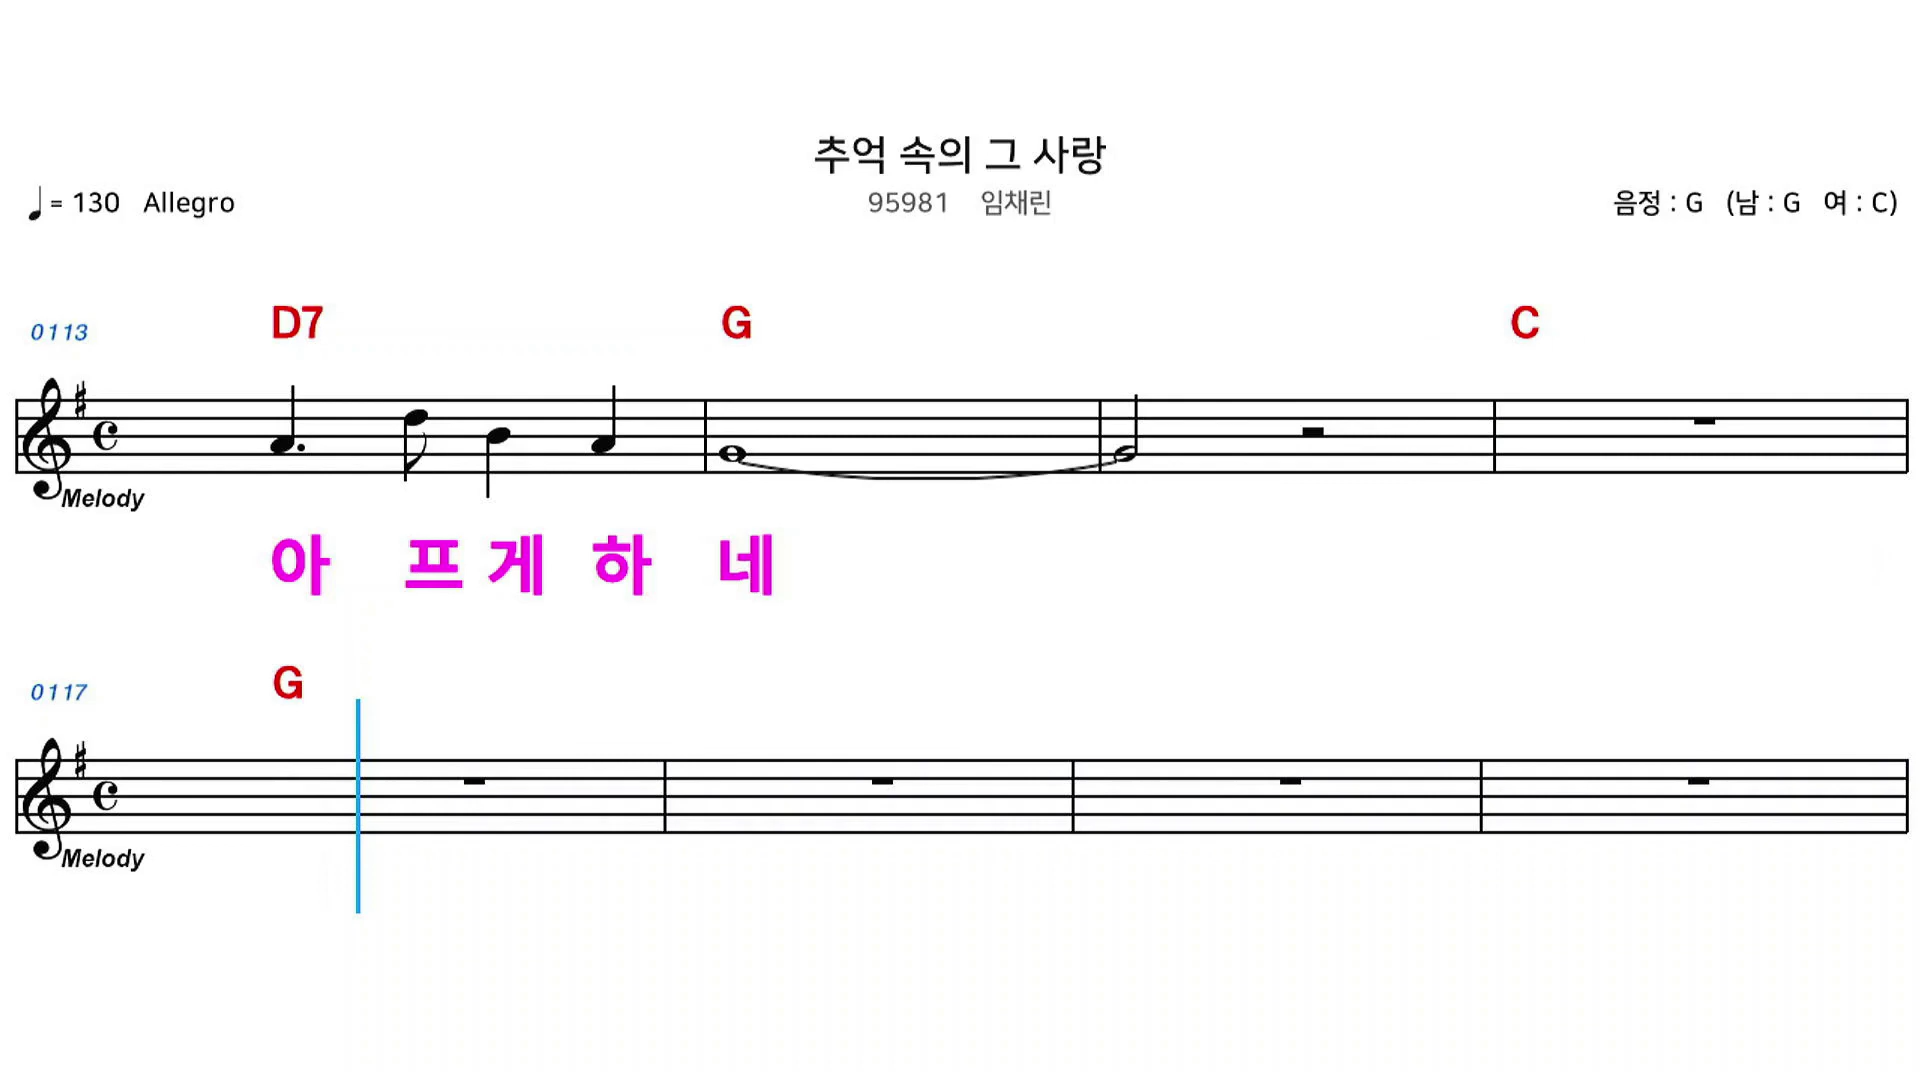 추억 속의 그 사랑
= 130 Allegro 95981 임채린 음정 : G (남 : G 여 : C)
0113 D7 G C
Melody
아 프 게 하 네
0117 G
Melody